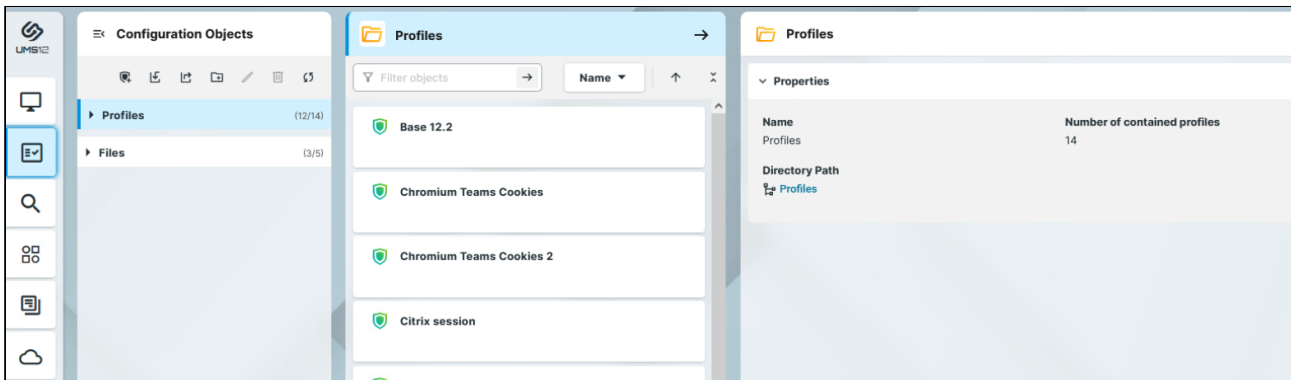 UMS12
Configuration Objects
Profiles (12/14)
Files (3/5)
Profiles
Filter objects
Name
Base 12.2
Chromium Teams Cookies
Chromium Teams Cookies 2
Citrix session
Profiles
Properties
Name
Profiles
Number of contained profiles
14
Directory Path
Profiles